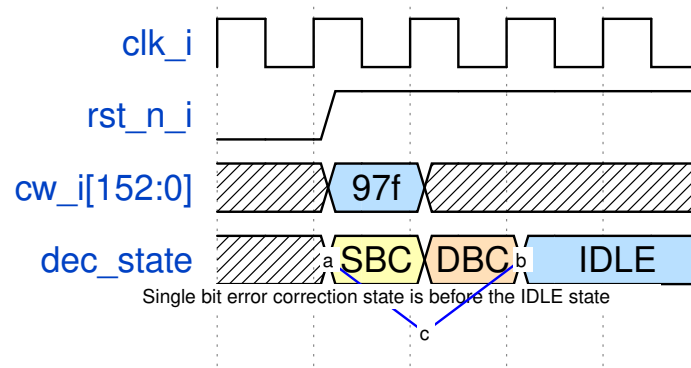 clk_i
rst_n_i
cw_i[152:0] 97f
dec_state a SBC DBC b IDLE
Single bit error correction state is before the IDLE state
c